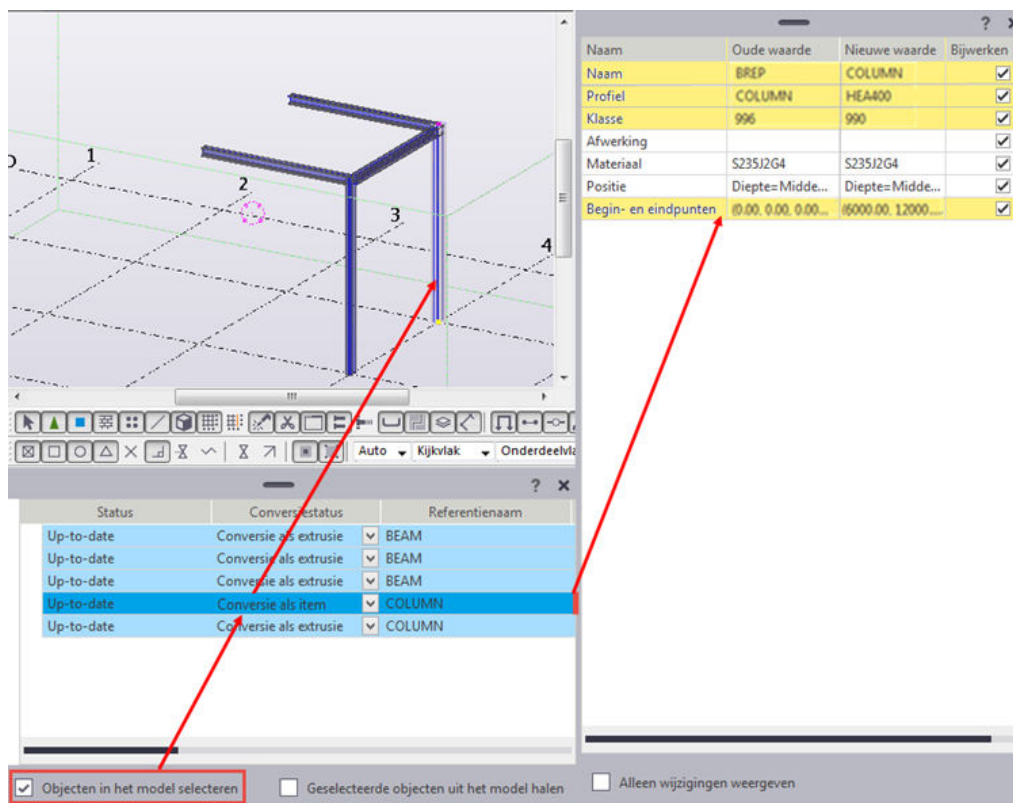 ? 
Naam Oude waarde Nieuwe waarde Bijwerken
Naam BREP COLUMN
Profiel COLUMN HEA400
Klasse 996 990
Afwerking
Materiaal S235J2G4 S235J2G4
Positie Diepte=Midde... Diepte=Midde...
Begin- en eindpunten (0.00, 0.00, 0.00... (6000.00, 12000....
1
2
3
4
Auto Kijkvlak Onderdeelvla
? ×
Status Conversiestatus Referentienaam
Up-to-date Conversie als extrusie BEAM
Up-to-date Conversie als extrusie BEAM
Up-to-date Conversie als extrusie BEAM
Up-to-date Conversie als item COLUMN
Up-to-date Conversie als extrusie COLUMN
Objecten in het model selecteren Geselecteerde objecten uit het model halen Alleen wijzigingen weergeven